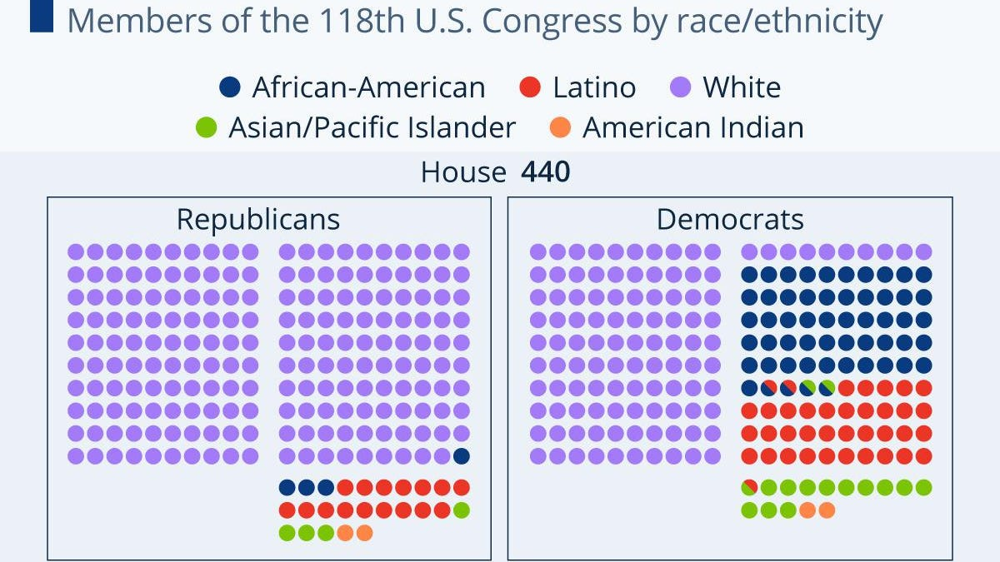 Members of the 118th U.S. Congress by race/ethnicity
African-American Latino White
Asian/Pacific Islander American Indian
House 440
Republicans
Democrats